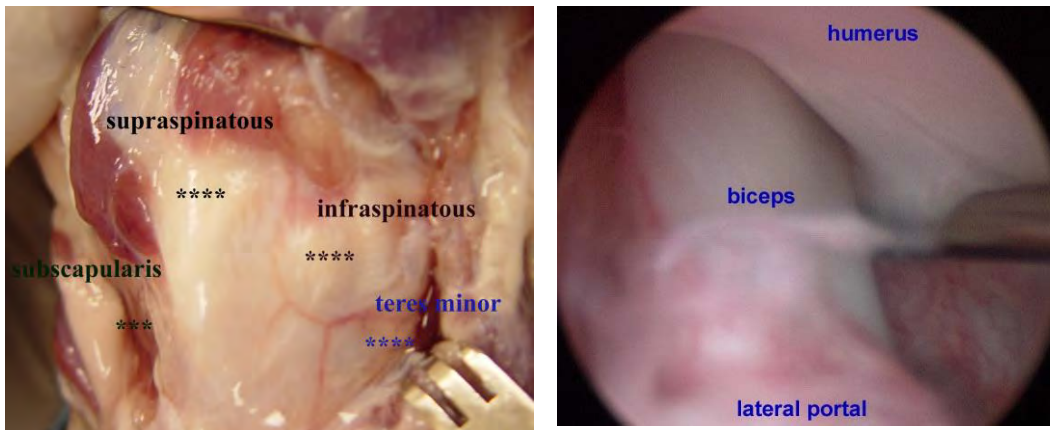 supraspinatous
****
infraspinatous
****
subscapularis
***
teres minor
****
humerus
biceps
lateral portal